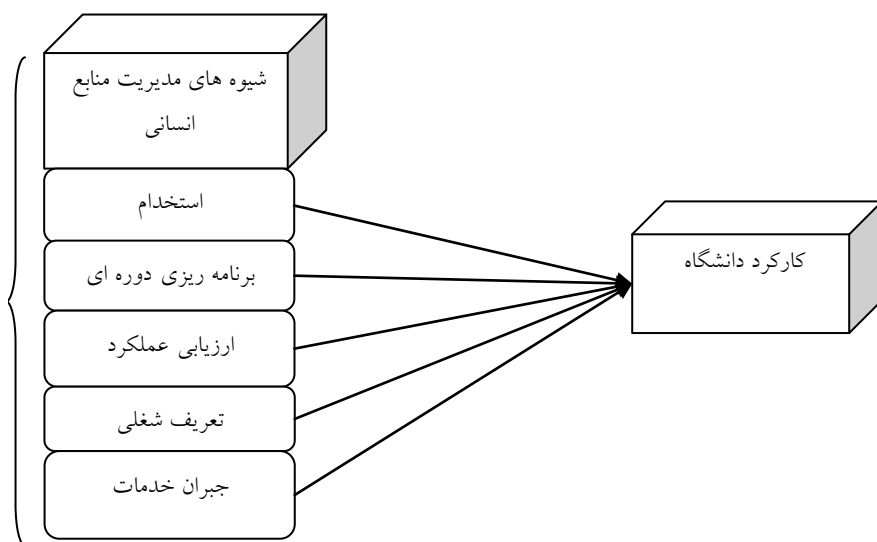 شیوه های مدیریت منابع
انسانی
استخدام
برنامه ریزی دوره ای
ارزیابی عملکرد
تعریف شغلی
جبران خدمات
کارکرد دانشگاه